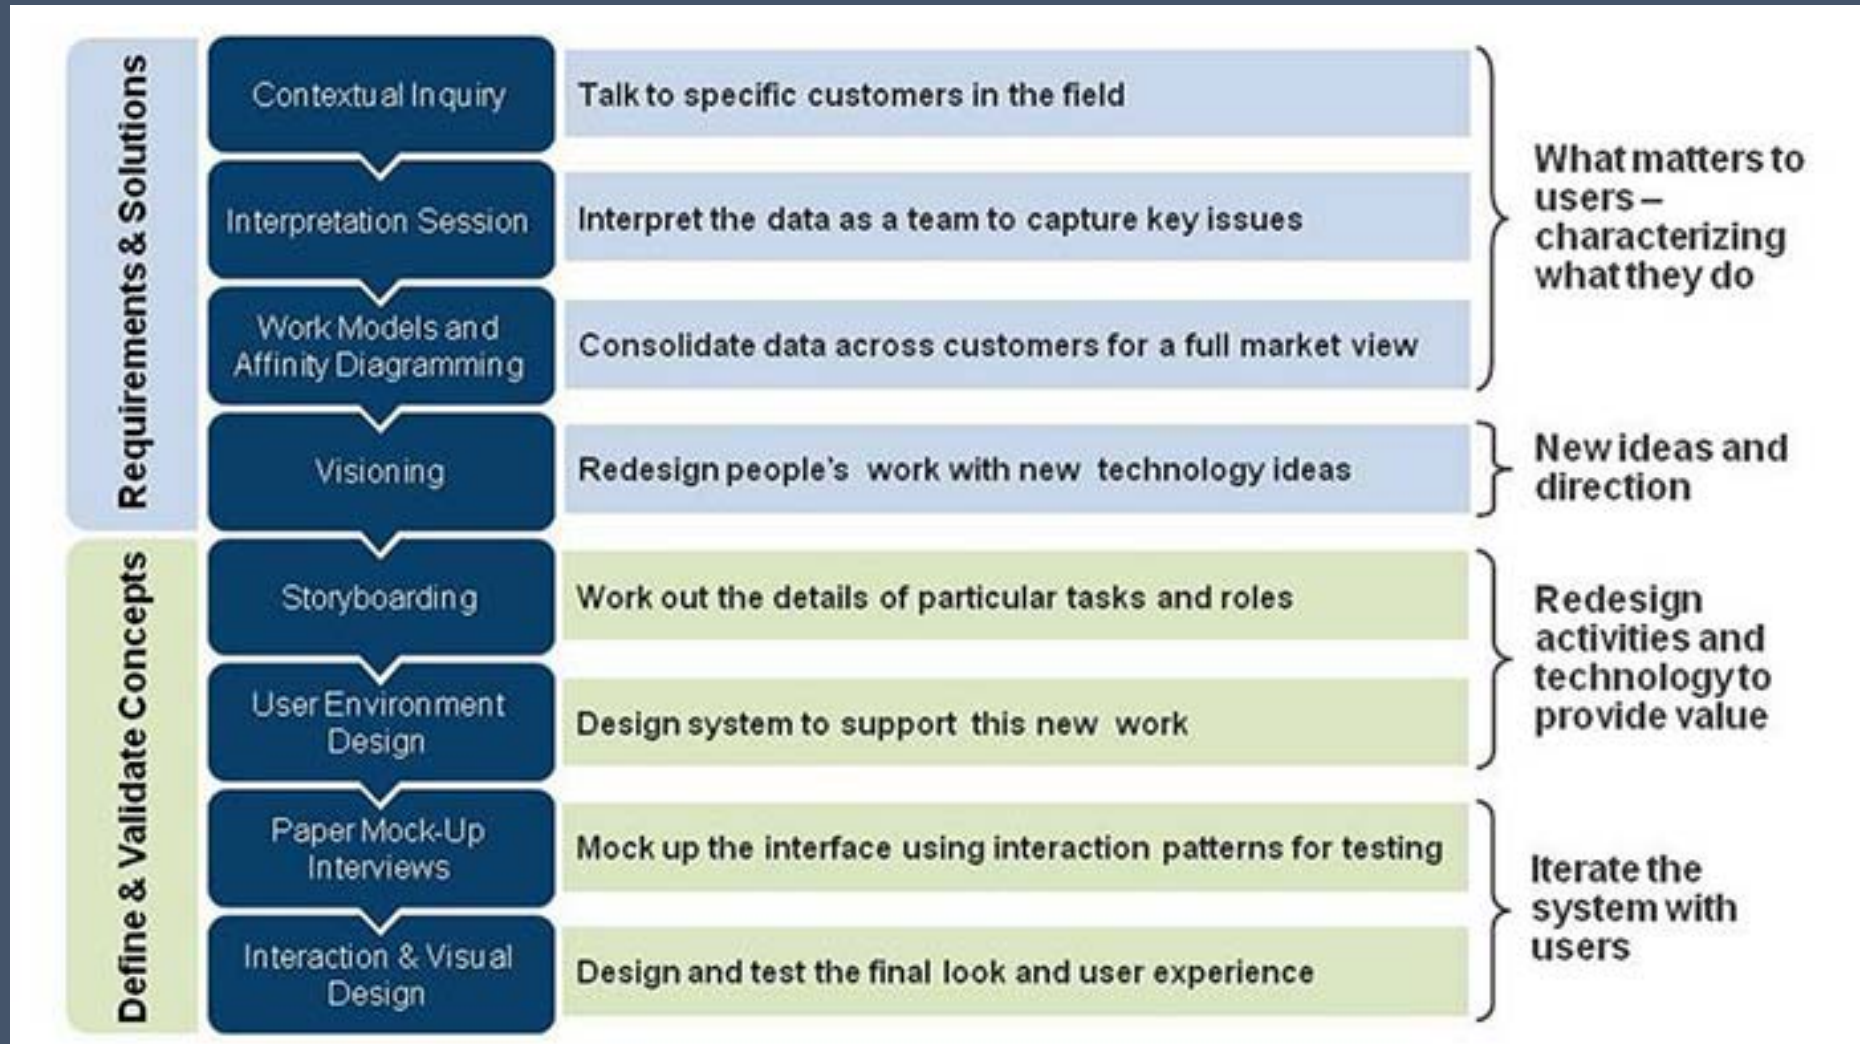 Requirements & Solutions
Contextual Inquiry
Talk to specific customers in the field
Interpretation Session
Interpret the data as a team to capture key issues
Work Models and
Affinity Diagramming
Consolidate data across customers for a full market view
What matters to
users –
characterizing
what they do
Visioning
Redesign people's work with new technology ideas
New ideas and
direction
Define & Validate Concepts
Storyboarding
Work out the details of particular tasks and roles
User Environment
Design
Design system to support this new work
Redesign
activities and
technology to
provide value
Paper Mock-Up
Interviews
Mock up the interface using interaction patterns for testing
Interaction & Visual
Design
Design and test the final look and user experience
Iterate the
system with
users